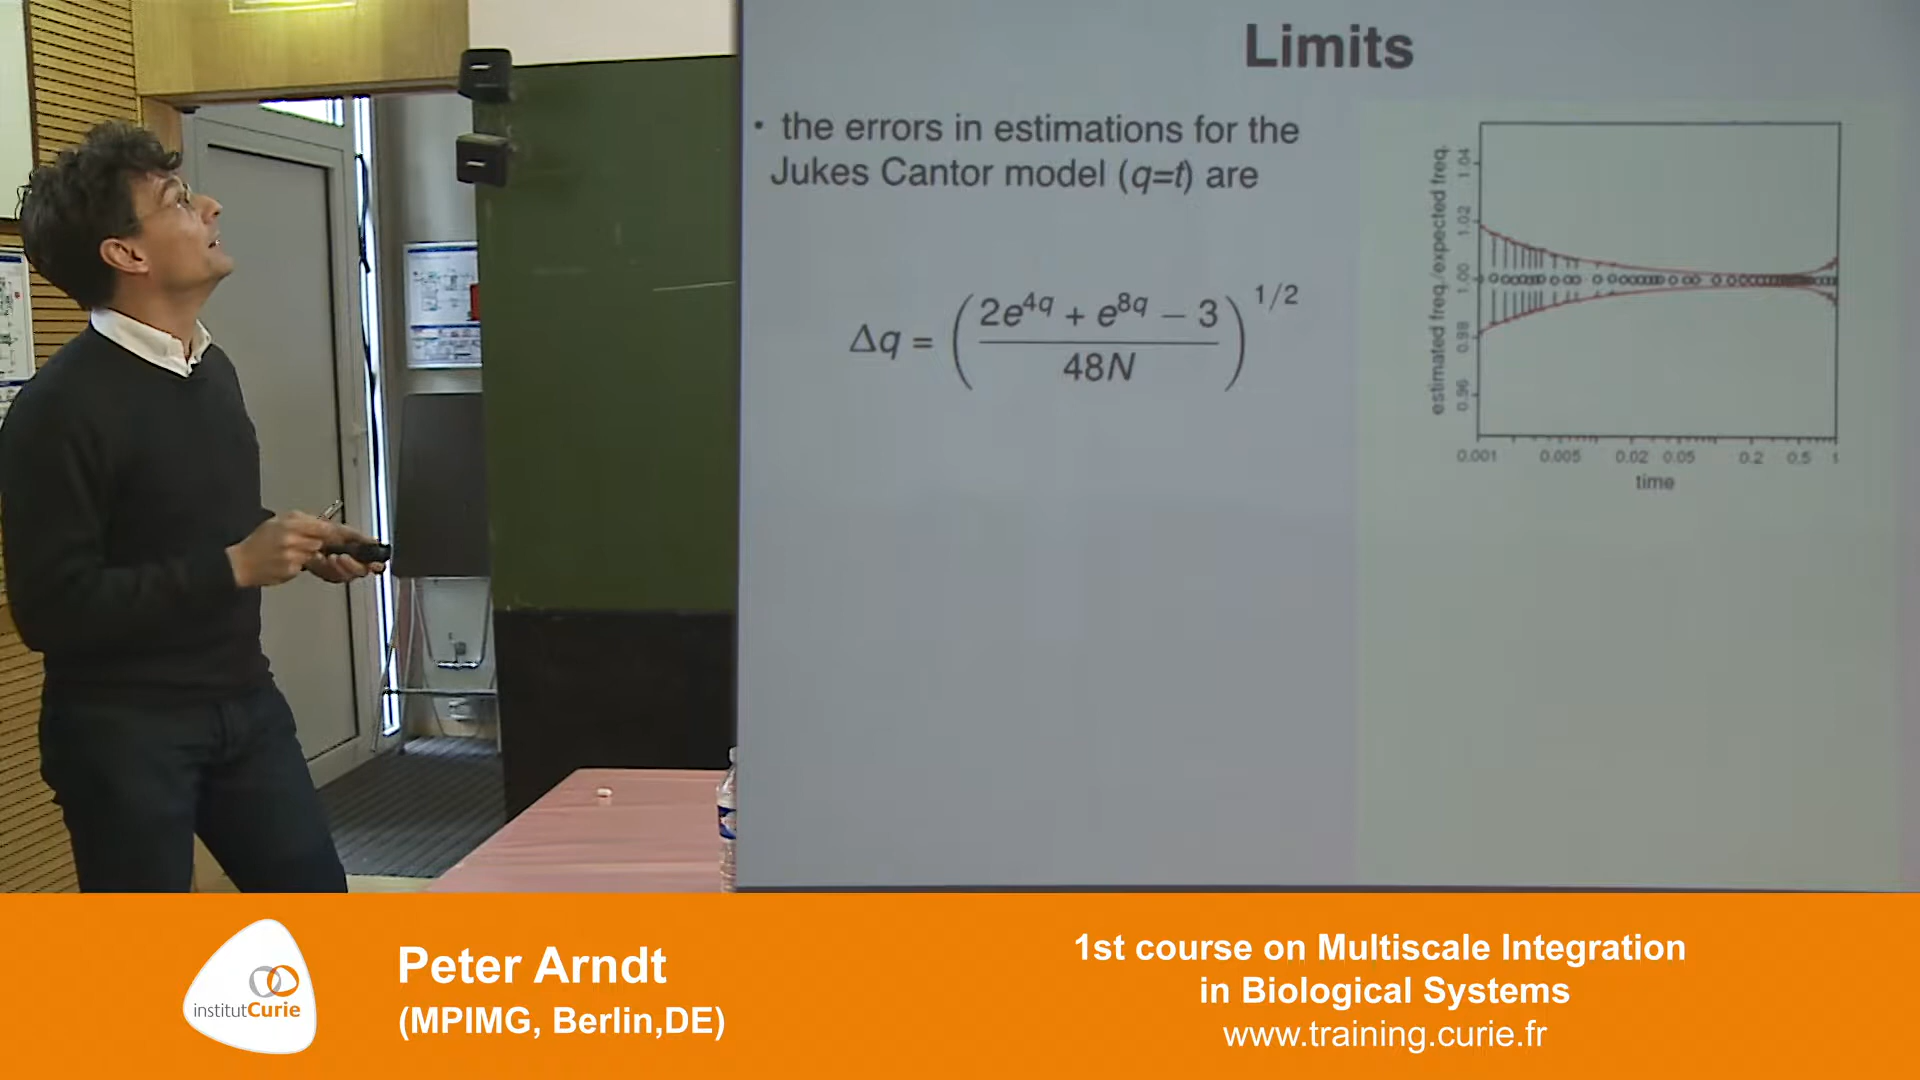 Limits
• the errors in estimations for the
Jukes Cantor model (q=t) are
Δq = ( (2e^{4q} + e^{8q} – 3) / 48N )^{1/2}
estimated freq./expected freq.
1.04
1.02
1.00
0.98
0.96
0.001 0.005 0.02 0.05 0.2 0.5 1
time
institutCurie
Peter Arndt
(MPIMG, Berlin,DE)
1st course on Multiscale Integration
in Biological Systems
www.training.curie.fr